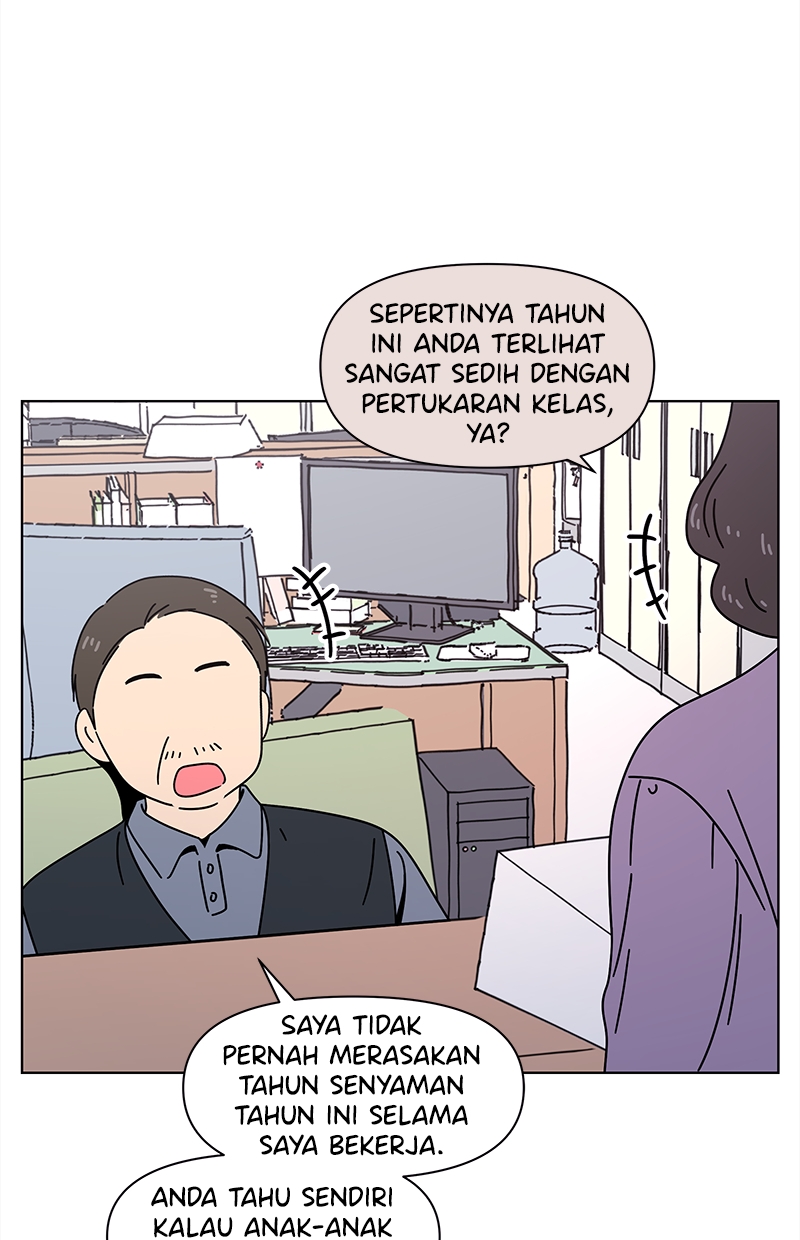 SEPERTINYA TAHUN
INI ANDA TERLIHAT
SANGAT SEDIH DENGAN
PERTUKARAN KELAS,
YA?
SAYA TIDAK
PERNAH MERASAKAN
TAHUN SENYAMAN
TAHUN INI SELAMA
SAYA BEKERJA.
ANDA TAHU SENDIRI
KALAU ANAK-ANAK